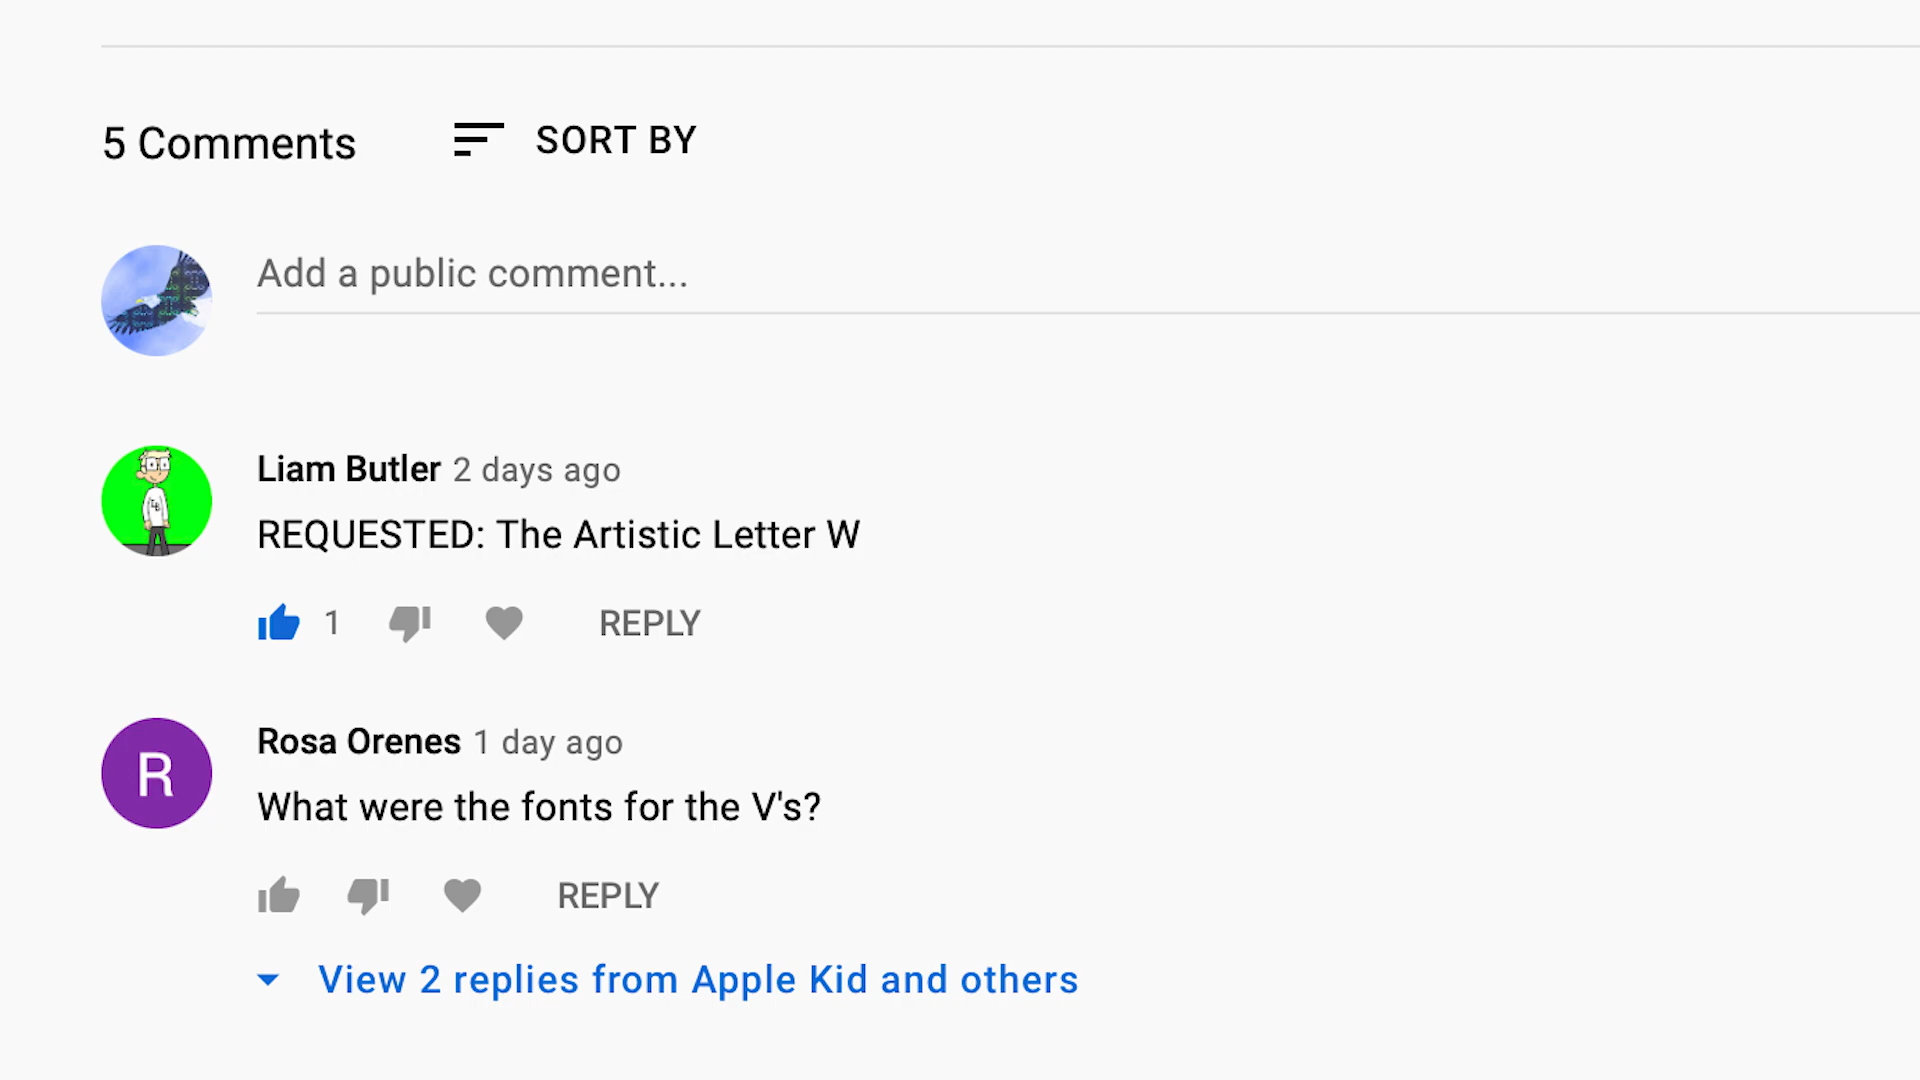 5 Comments SORT BY
Add a public comment...
Liam Butler 2 days ago
REQUESTED: The Artistic Letter W
1 REPLY
R
Rosa Orenes 1 day ago
What were the fonts for the V's?
REPLY
View 2 replies from Apple Kid and others